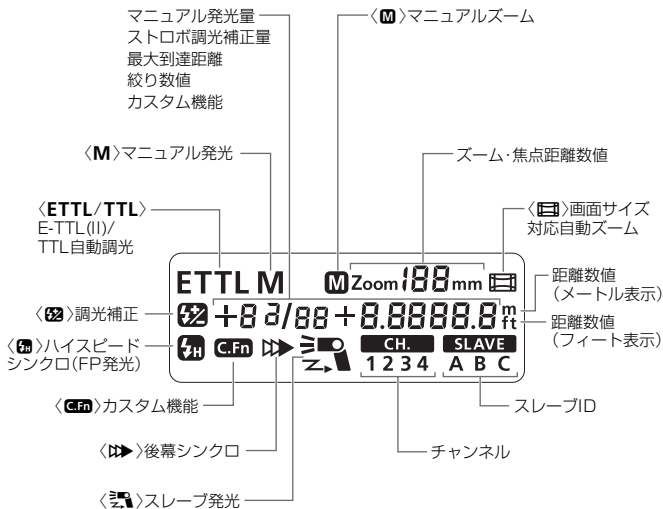 マニュアル発光量
ストロボ調光補正量
最大到達距離
絞り数値
カスタム機能
〈M〉マニュアルズーム
〈M〉マニュアル発光
ズーム・焦点距離数値
〈ETTL/TTL〉
E-TTL(II)/
TTL自動調光
〈 〉画面サイズ
対応自動ズーム
ETTL M M Zoom 188 mm
距離数値
(メートル表示)
〈 〉調光補正
+8 8/88 +8.8888.8 m
ft
距離数値
(フィート表示)
〈 H〉ハイスピード
シンクロ(FP発光)
H C.Fn CH. SLAVE
1 2 3 4 A B C
〈C.Fn〉カスタム機能
スレーブID
〈 〉後幕シンクロ
チャンネル
〈 〉スレーブ発光